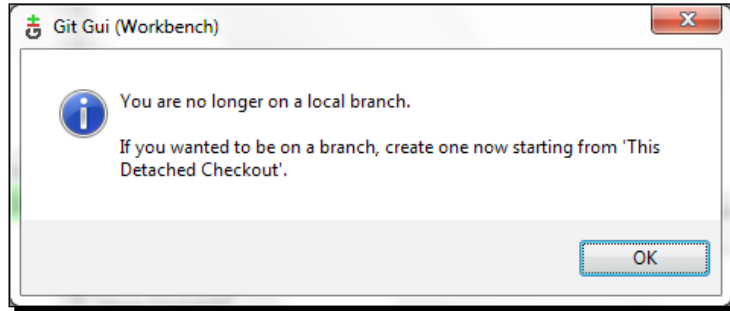 Git Gui (Workbench)
You are no longer on a local branch.
If you wanted to be on a branch, create one now starting from 'This
Detached Checkout'.
OK